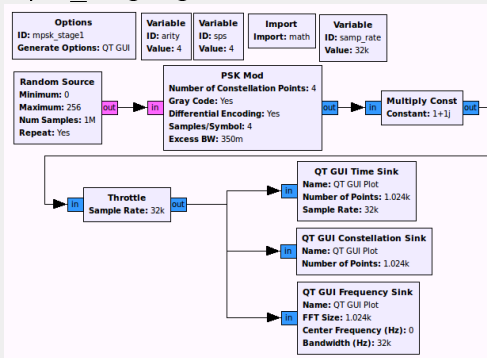 Options
ID: mpsk_stage1
Generate Options: QT GUI
Variable
ID: arity
Value: 4
Variable
ID: sps
Value: 4
Import
Import: math
Variable
ID: samp_rate
Value: 32k
Random Source
Minimum: 0
Maximum: 256
Num Samples: 1M
Repeat: Yes
out
in
PSK Mod
Number of Constellation Points: 4
Gray Code: Yes
Differential Encoding: Yes
Samples/Symbol: 4
Excess BW: 350m
out
in
Multiply Const
Constant: 1+1j
out
in
Throttle
Sample Rate: 32k
out
in
QT GUI Time Sink
Name: QT GUI Plot
Number of Points: 1.024k
Sample Rate: 32k
in
QT GUI Constellation Sink
Name: QT GUI Plot
Number of Points: 1.024k
in
QT GUI Frequency Sink
Name: QT GUI Plot
FFT Size: 1.024k
Center Frequency (Hz): 0
Bandwidth (Hz): 32k